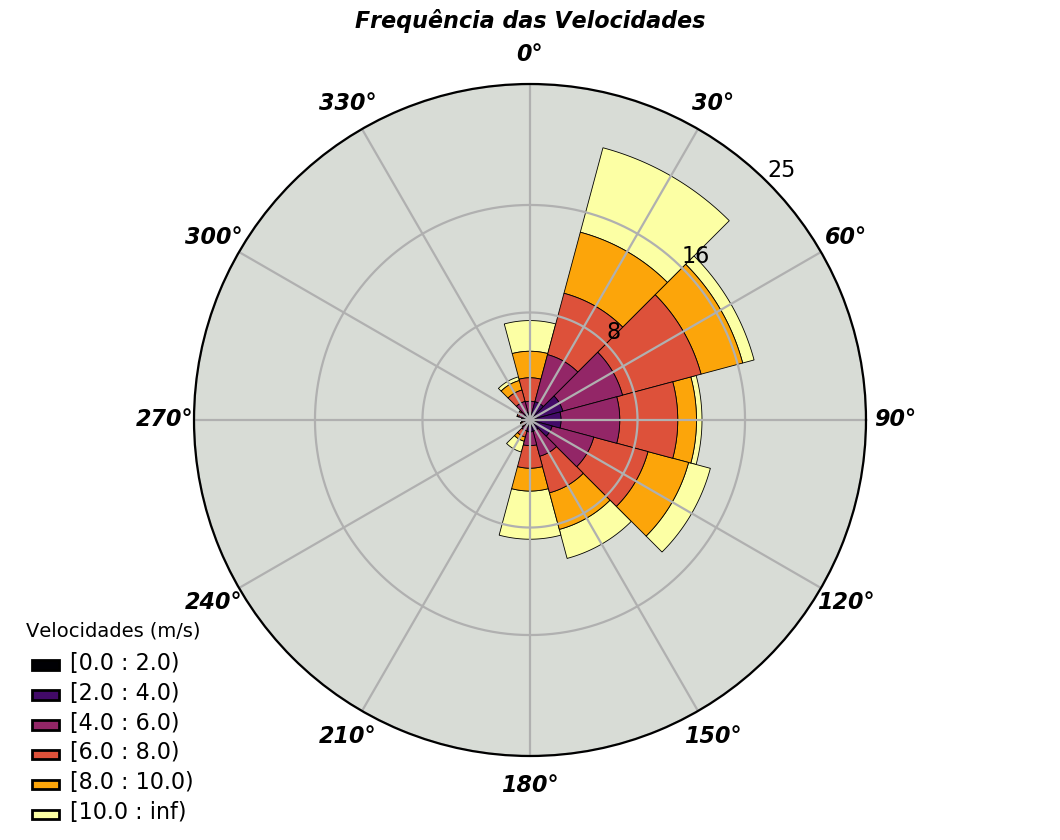 Frequência das Velocidades
0°
330°
30°
25
300°
60°
16
8
270°
90°
240°
120°
210°
150°
180°
Velocidades (m/s)
[0.0 : 2.0)
[2.0 : 4.0)
[4.0 : 6.0)
[6.0 : 8.0)
[8.0 : 10.0)
[10.0 : inf)